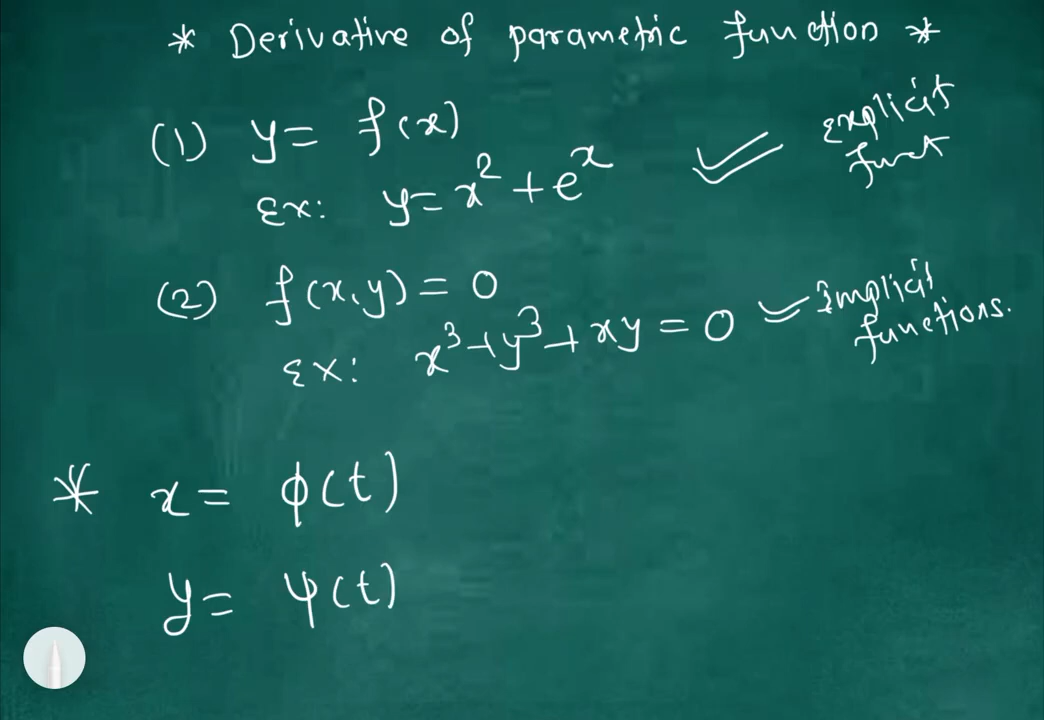 * Derivative of parametric function *
(1) y = f(x)
Ex: y = x² + eˣ
explicit
funct
(2) f(x,y) = 0
Ex: x³ + y³ + xy = 0
Implicit
functions.
* x = φ(t)
y = ψ(t)